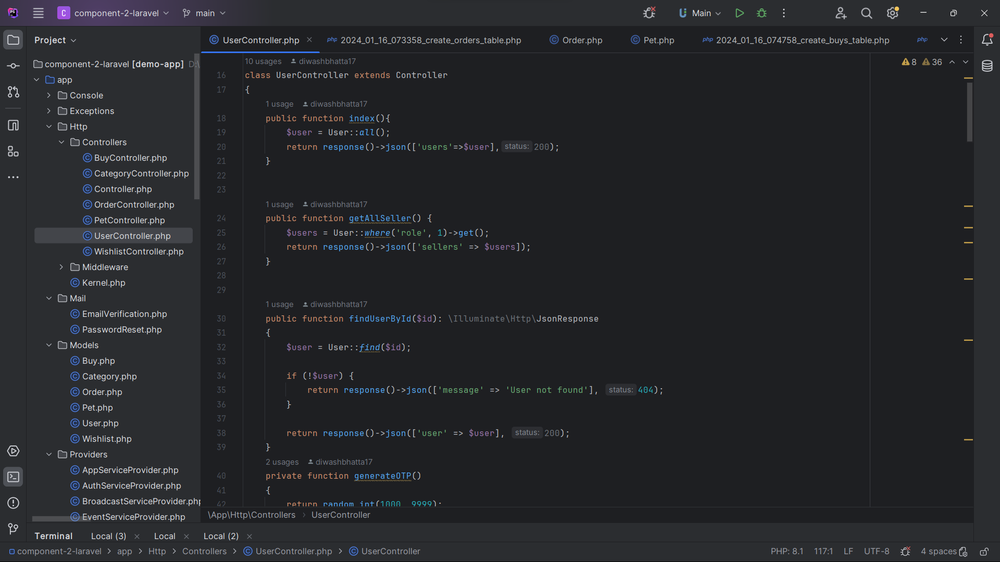 PS C component-2-laravel main Main
Project
UserController.php php 2024_01_16_073358_create_orders_table.php Order.php Pet.php php 2024_01_16_074758_create_buys_table.php php
component-2-laravel [demo-app] D:\
app
Console
Exceptions
Http
Controllers
BuyController.php
CategoryController.php
Controller.php
OrderController.php
PetController.php
UserController.php
WishlistController.php
Middleware
Kernel.php
Mail
EmailVerification.php
PasswordReset.php
Models
Buy.php
Category.php
Order.php
Pet.php
User.php
Wishlist.php
Providers
AppServiceProvider.php
AuthServiceProvider.php
BroadcastServiceProvider.php
EventServiceProvider.php
10 usages diwashbhatta17
8 36
16 class UserController extends Controller
17 {
1 usage diwashbhatta17
18 public function index(){
19 $user = User::all();
20 return response()->json(['users'=>$user], status: 200);
21 }
22
23
1 usage diwashbhatta17
24 public function getAllSeller() {
25 $users = User::where('role', 1)->get();
26 return response()->json(['sellers' => $users]);
27 }
28
29
1 usage diwashbhatta17
30 public function findUserById($id): \Illuminate\Http\JsonResponse
31 {
32 $user = User::find($id);
33
34 if (!$user) {
35 return response()->json(['message' => 'User not found'], status: 404);
36 }
37
38 return response()->json(['user' => $user], status: 200);
39 }
2 usages diwashbhatta17
40 private function generateOTP()
41 {
42 return random_int(1000, 9999);
\App\Http\Controllers › UserController
Terminal Local (3) Local Local (2)
component-2-laravel > app > Http > Controllers > UserController.php > UserController
PHP: 8.1 117:1 LF UTF-8 4 spaces